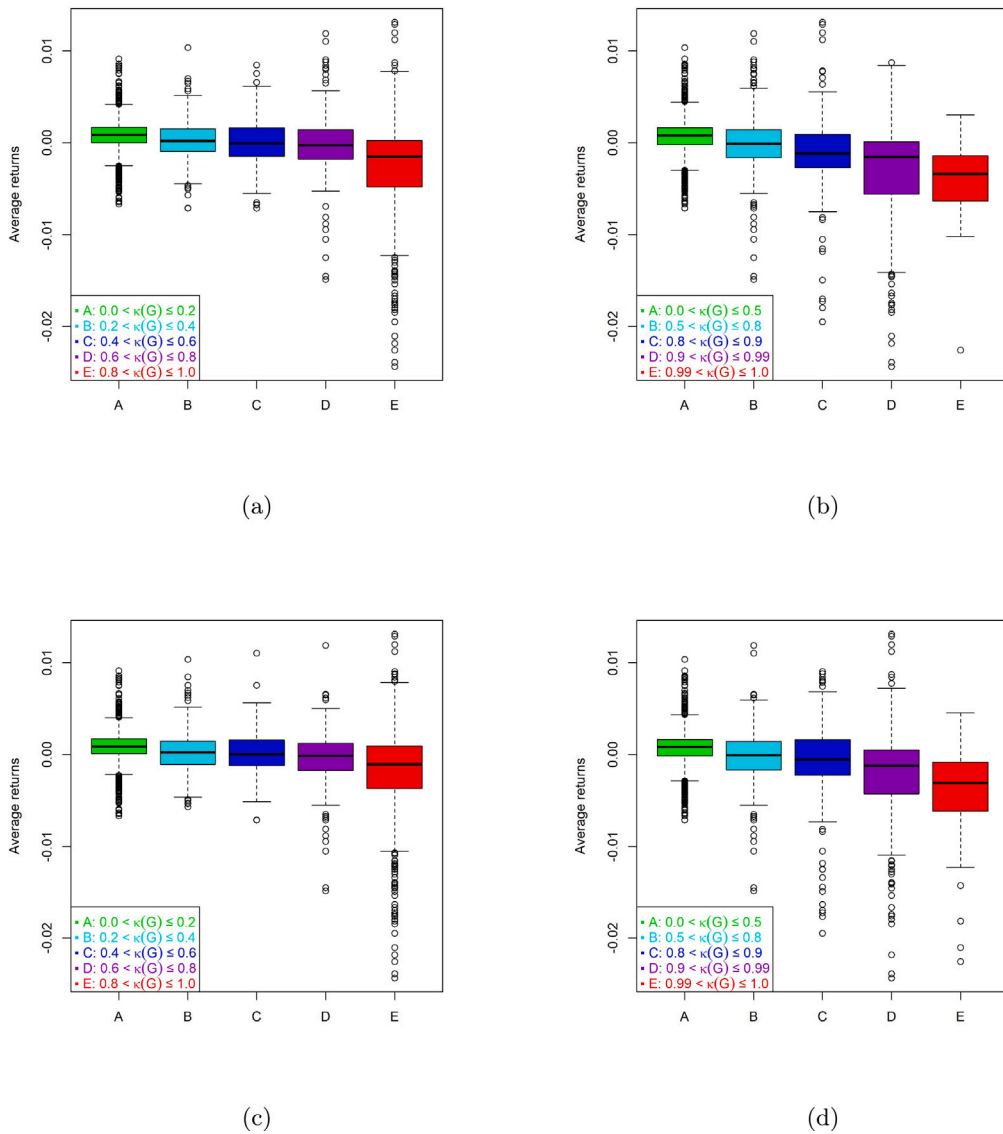 0.01
0.00
-0.01
-0.02
Average returns
A: 0.0 < κ(G) ≤ 0.2
B: 0.2 < κ(G) ≤ 0.4
C: 0.4 < κ(G) ≤ 0.6
D: 0.6 < κ(G) ≤ 0.8
E: 0.8 < κ(G) ≤ 1.0
A B C D E
(a)
0.01
0.00
-0.01
-0.02
Average returns
A: 0.0 < κ(G) ≤ 0.5
B: 0.5 < κ(G) ≤ 0.8
C: 0.8 < κ(G) ≤ 0.9
D: 0.9 < κ(G) ≤ 0.99
E: 0.99 < κ(G) ≤ 1.0
A B C D E
(b)
0.01
0.00
-0.01
-0.02
Average returns
A: 0.0 < κ(G) ≤ 0.2
B: 0.2 < κ(G) ≤ 0.4
C: 0.4 < κ(G) ≤ 0.6
D: 0.6 < κ(G) ≤ 0.8
E: 0.8 < κ(G) ≤ 1.0
A B C D E
(c)
0.01
0.00
-0.01
-0.02
Average returns
A: 0.0 < κ(G) ≤ 0.5
B: 0.5 < κ(G) ≤ 0.8
C: 0.8 < κ(G) ≤ 0.9
D: 0.9 < κ(G) ≤ 0.99
E: 0.99 < κ(G) ≤ 1.0
A B C D E
(d)